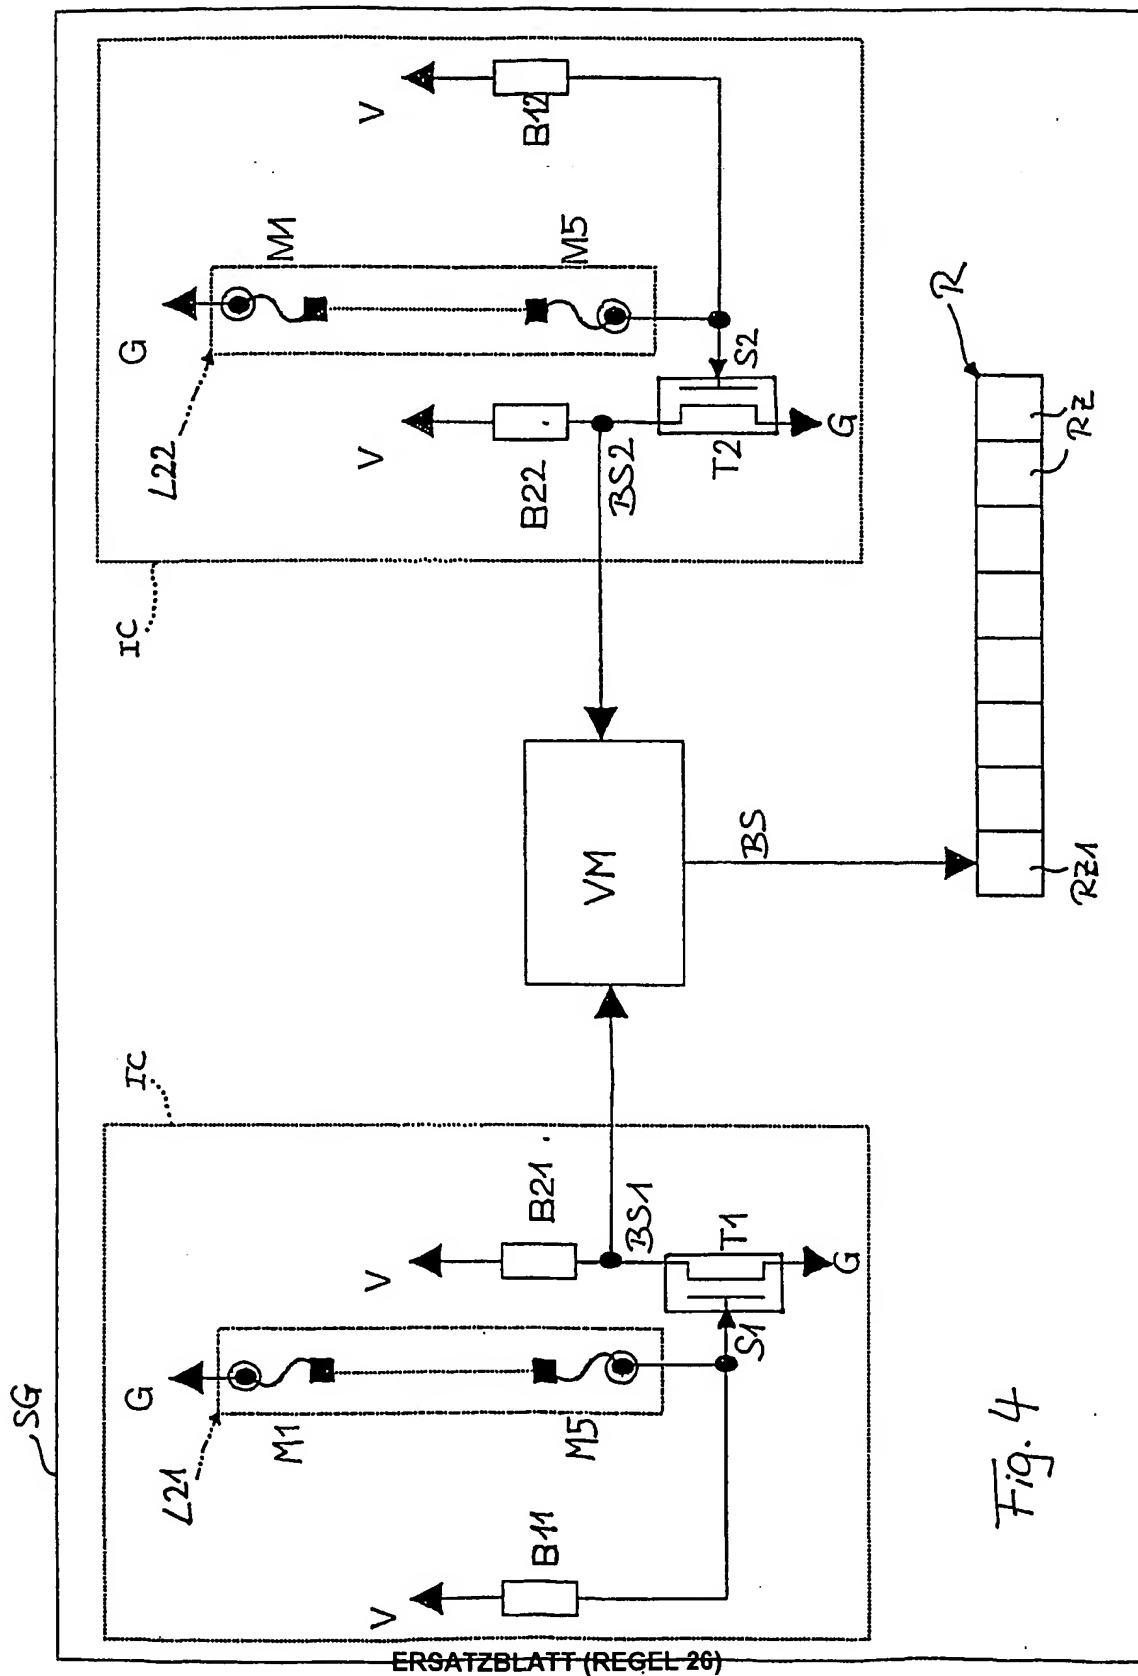 SG
IC
IC
L21
G
M1
M5
V
B11
V
B21
BS1
S1
T1
G
VM
BS
L22
G
M1
M5
V
B22
BS2
V
B12
S2
T2
G
R
RZ
RZ1
Fig. 4
ERSATZBLATT (REGEL 26)